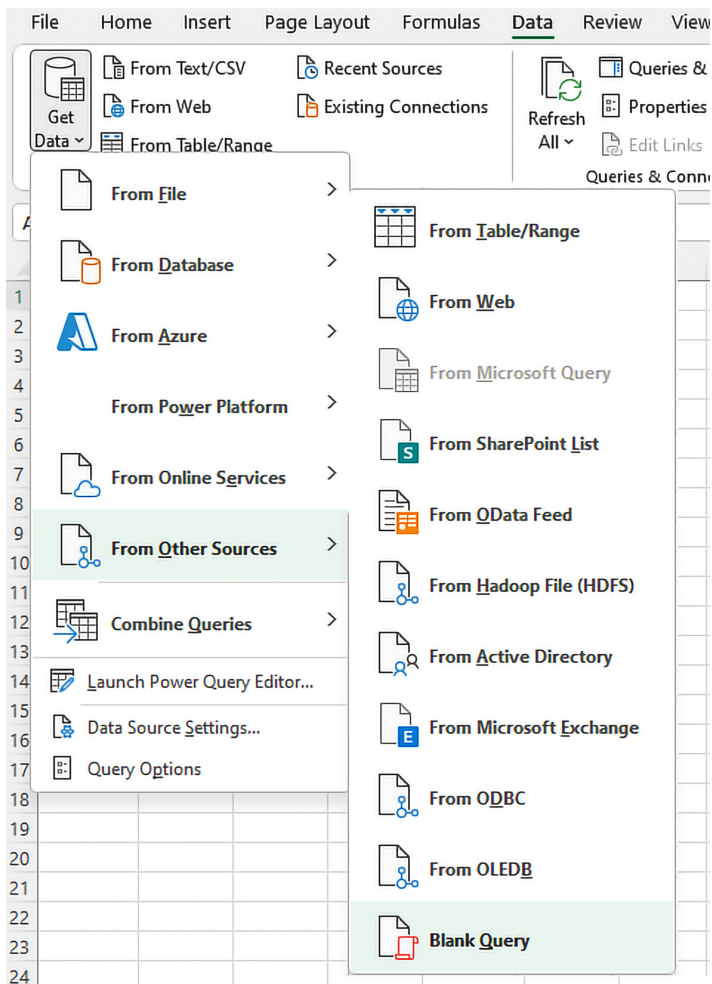 File Home Insert Page Layout Formulas Data Review View
From Text/CSV Recent Sources Queries &
From Web Existing Connections Properties
Get Data
From Table/Range
Refresh All
Edit Links
Queries & Conn
From File
From Table/Range
From Database
From Web
From Azure
From Microsoft Query
From Power Platform
From SharePoint List
From Online Services
From OData Feed
From Other Sources
From Hadoop File (HDFS)
Combine Queries
From Active Directory
Launch Power Query Editor...
Data Source Settings...
From Microsoft Exchange
Query Options
From ODBC
From OLEDB
Blank Query
1
2
3
4
5
6
7
8
9
10
11
12
13
14
15
16
17
18
19
20
21
22
23
24